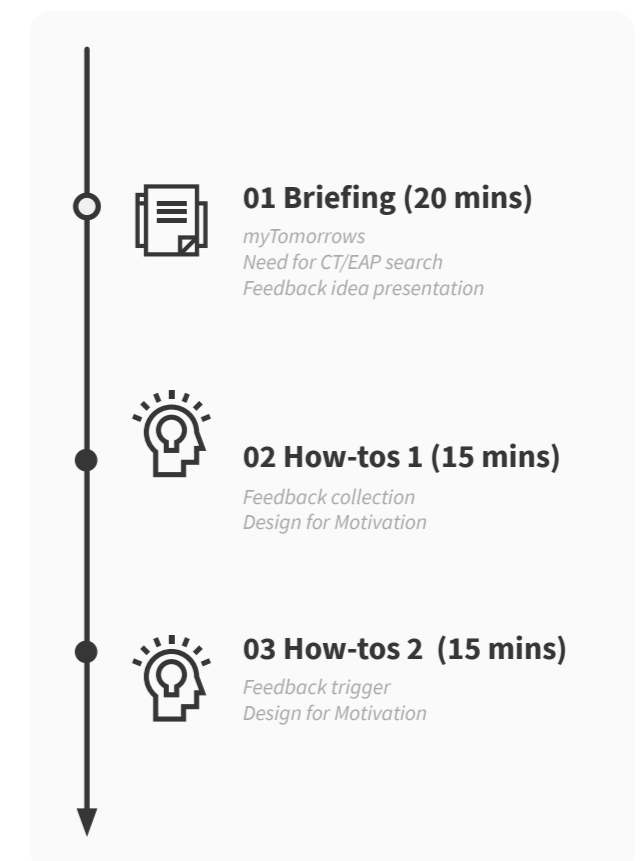 01 Briefing (20 mins)
myTomorrows
Need for CT/EAP search
Feedback idea presentation
02 How-tos 1 (15 mins)
Feedback collection
Design for Motivation
03 How-tos 2  (15 mins)
Feedback trigger
Design for Motivation